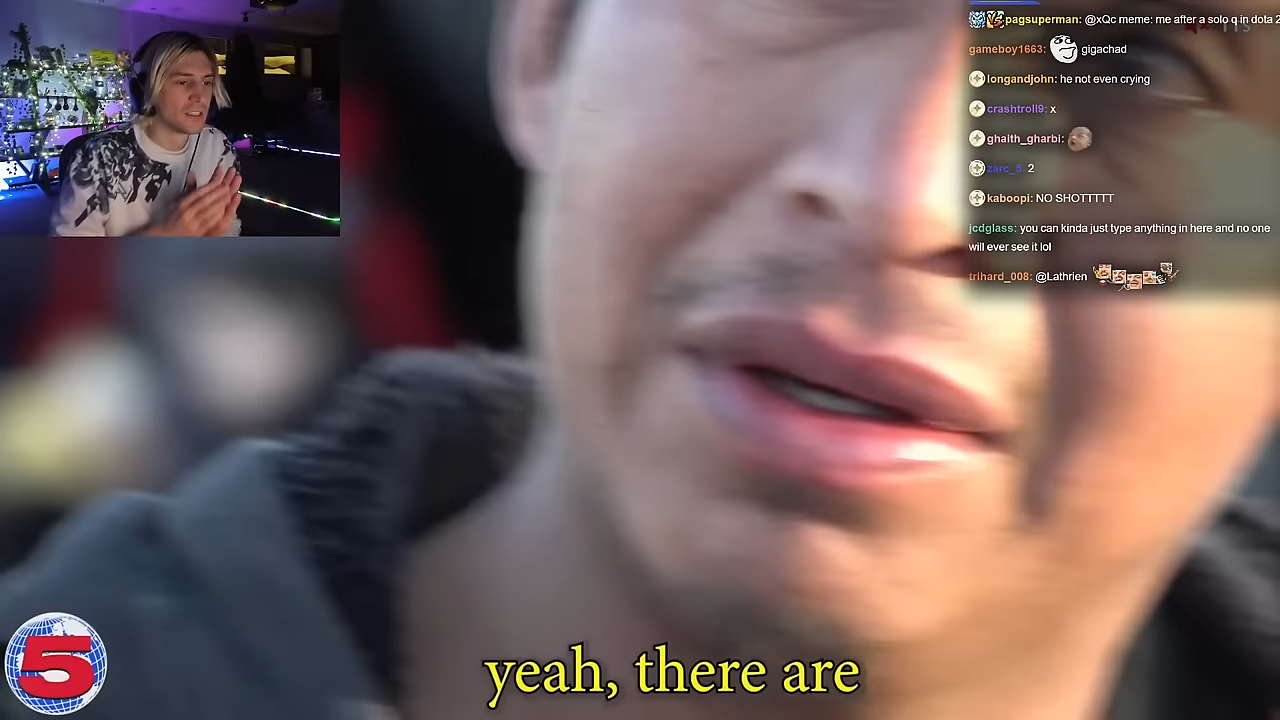 pagsuperman: @xQc meme: me after a solo q in dota 2
gameboy1663: gigachad
longandjohn: he not even crying
crashtroll9: x
ghaith_gharbi:
zarc_5: 2
kaboopi: NO SHOTTTTT
jcdglass: you can kinda just type anything in here and no one
will ever see it lol
trihard_008: @Lathrien
5
yeah, there are